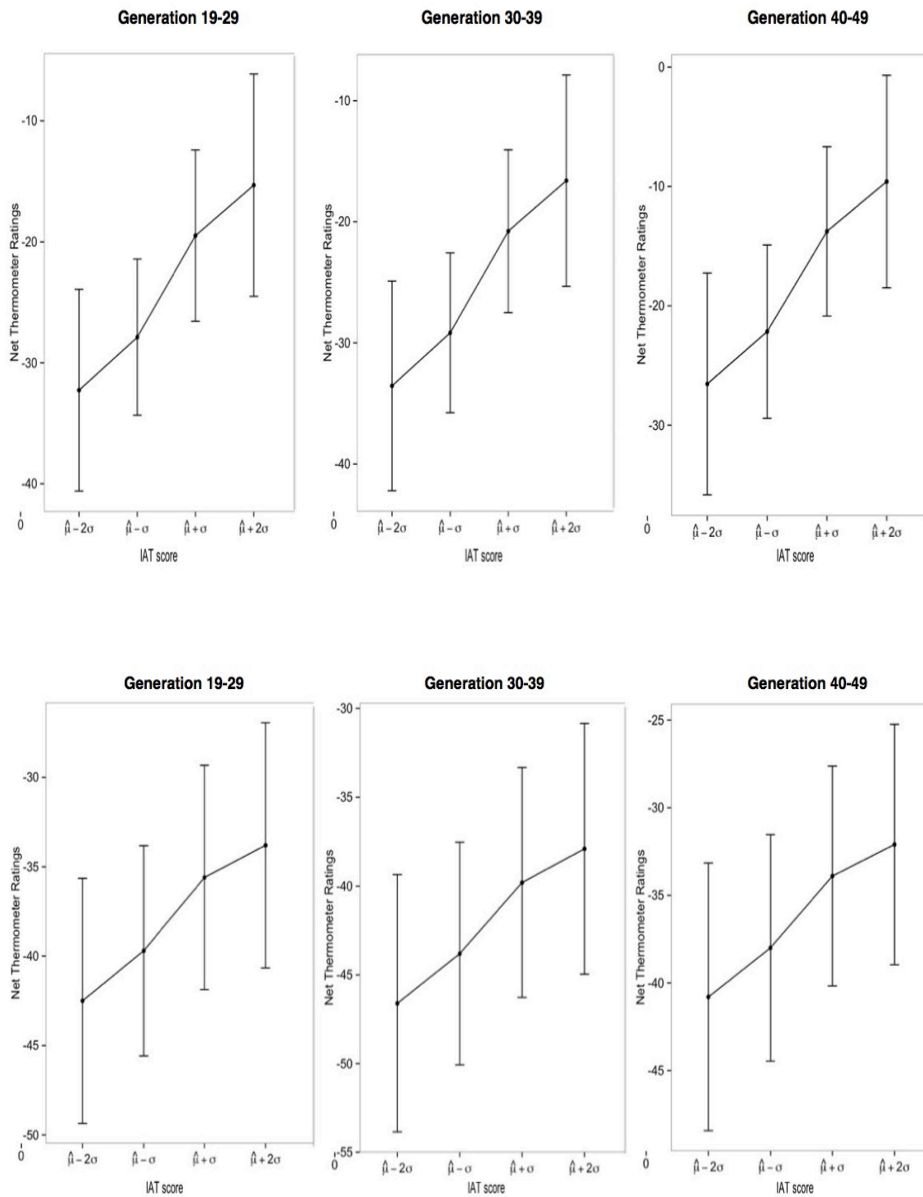 Generation 19-29
Generation 30-39
Generation 40-49
Net Thermometer Ratings
-10
-20
-30
-40
0
μ̂ − 2σ
μ̂ − σ
μ̂ + σ
μ̂ + 2σ
IAT score
Net Thermometer Ratings
-10
-20
-30
-40
0
μ̂ − 2σ
μ̂ − σ
μ̂ + σ
μ̂ + 2σ
IAT score
Net Thermometer Ratings
0
-10
-20
-30
0
μ̂ − 2σ
μ̂ − σ
μ̂ + σ
μ̂ + 2σ
IAT score
Generation 19-29
Generation 30-39
Generation 40-49
Net Thermometer Ratings
-30
-35
-40
-45
-50
0
μ̂ − 2σ
μ̂ − σ
μ̂ + σ
μ̂ + 2σ
IAT score
Net Thermometer Ratings
-30
-35
-40
-45
-50
-55
0
μ̂ − 2σ
μ̂ − σ
μ̂ + σ
μ̂ + 2σ
IAT score
Net Thermometer Ratings
-25
-30
-35
-40
-45
0
μ̂ − 2σ
μ̂ − σ
μ̂ + σ
μ̂ + 2σ
IAT score